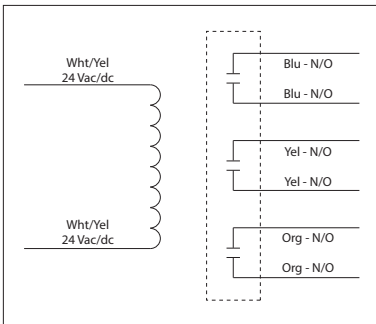 Wht/Yel
24 Vac/dc
Wht/Yel
24 Vac/dc
Blu - N/O
Blu - N/O
Yel - N/O
Yel - N/O
Org - N/O
Org - N/O